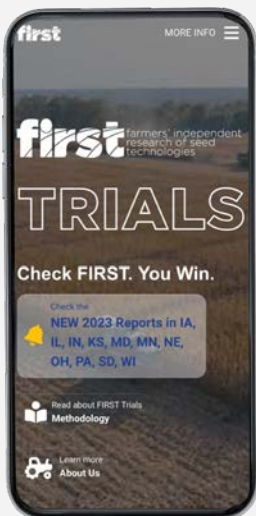 first
MORE INFO
first farmers' independent
research of seed
technologies
TRIALS
Check FIRST. You Win.
Check the
NEW 2023 Reports in IA,
IL, IN, KS, MD, MN, NE,
OH, PA, SD, WI
Read about FIRST Trials
Methodology
Learn more
About Us